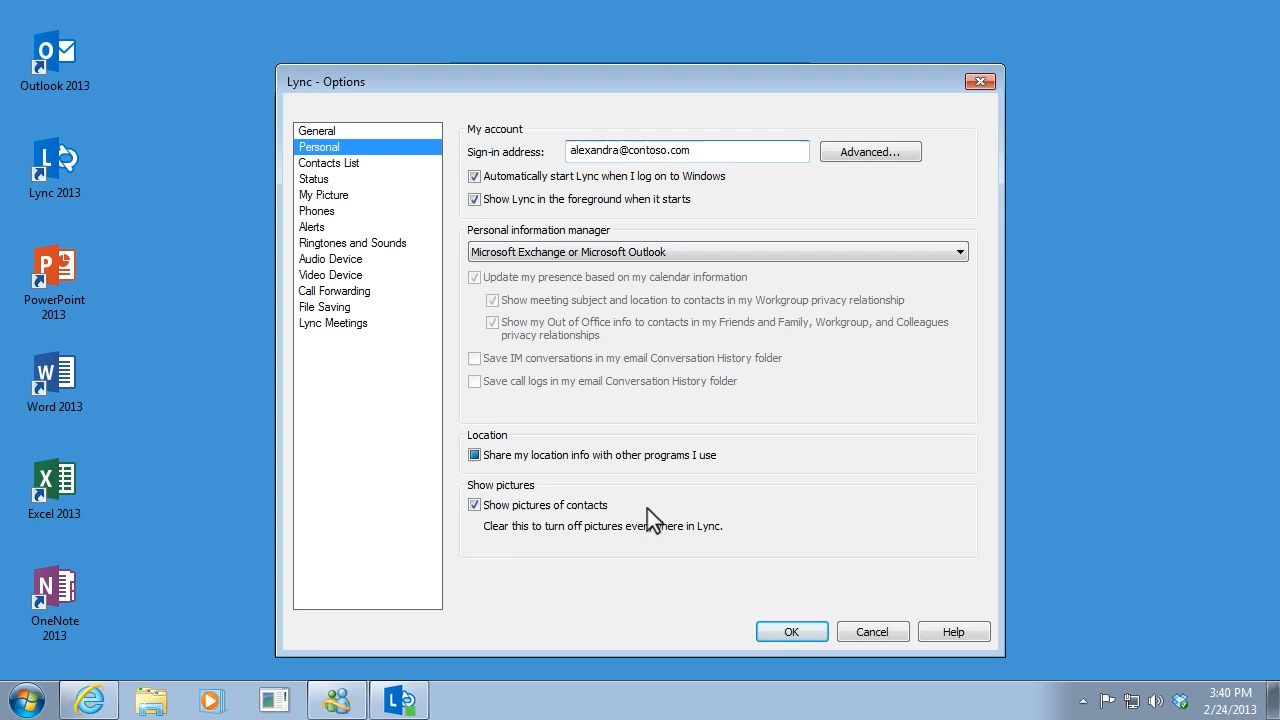 Outlook 2013
Lync 2013
PowerPoint
2013
Word 2013
Excel 2013
OneNote
2013
Lync - Options
General
Personal
Contacts List
Status
My Picture
Phones
Alerts
Ringtones and Sounds
Audio Device
Video Device
Call Forwarding
File Saving
Lync Meetings
My account
Sign-in address:
alexandra@contoso.com
Advanced...
Automatically start Lync when I log on to Windows
Show Lync in the foreground when it starts
Personal information manager
Microsoft Exchange or Microsoft Outlook
Update my presence based on my calendar information
Show meeting subject and location to contacts in my Workgroup privacy relationship
Show my Out of Office info to contacts in my Friends and Family, Workgroup, and Colleagues
privacy relationships
Save IM conversations in my email Conversation History folder
Save call logs in my email Conversation History folder
Location
Share my location info with other programs I use
Show pictures
Show pictures of contacts
Clear this to turn off pictures everywhere in Lync.
OK
Cancel
Help
3:40 PM
2/24/2013